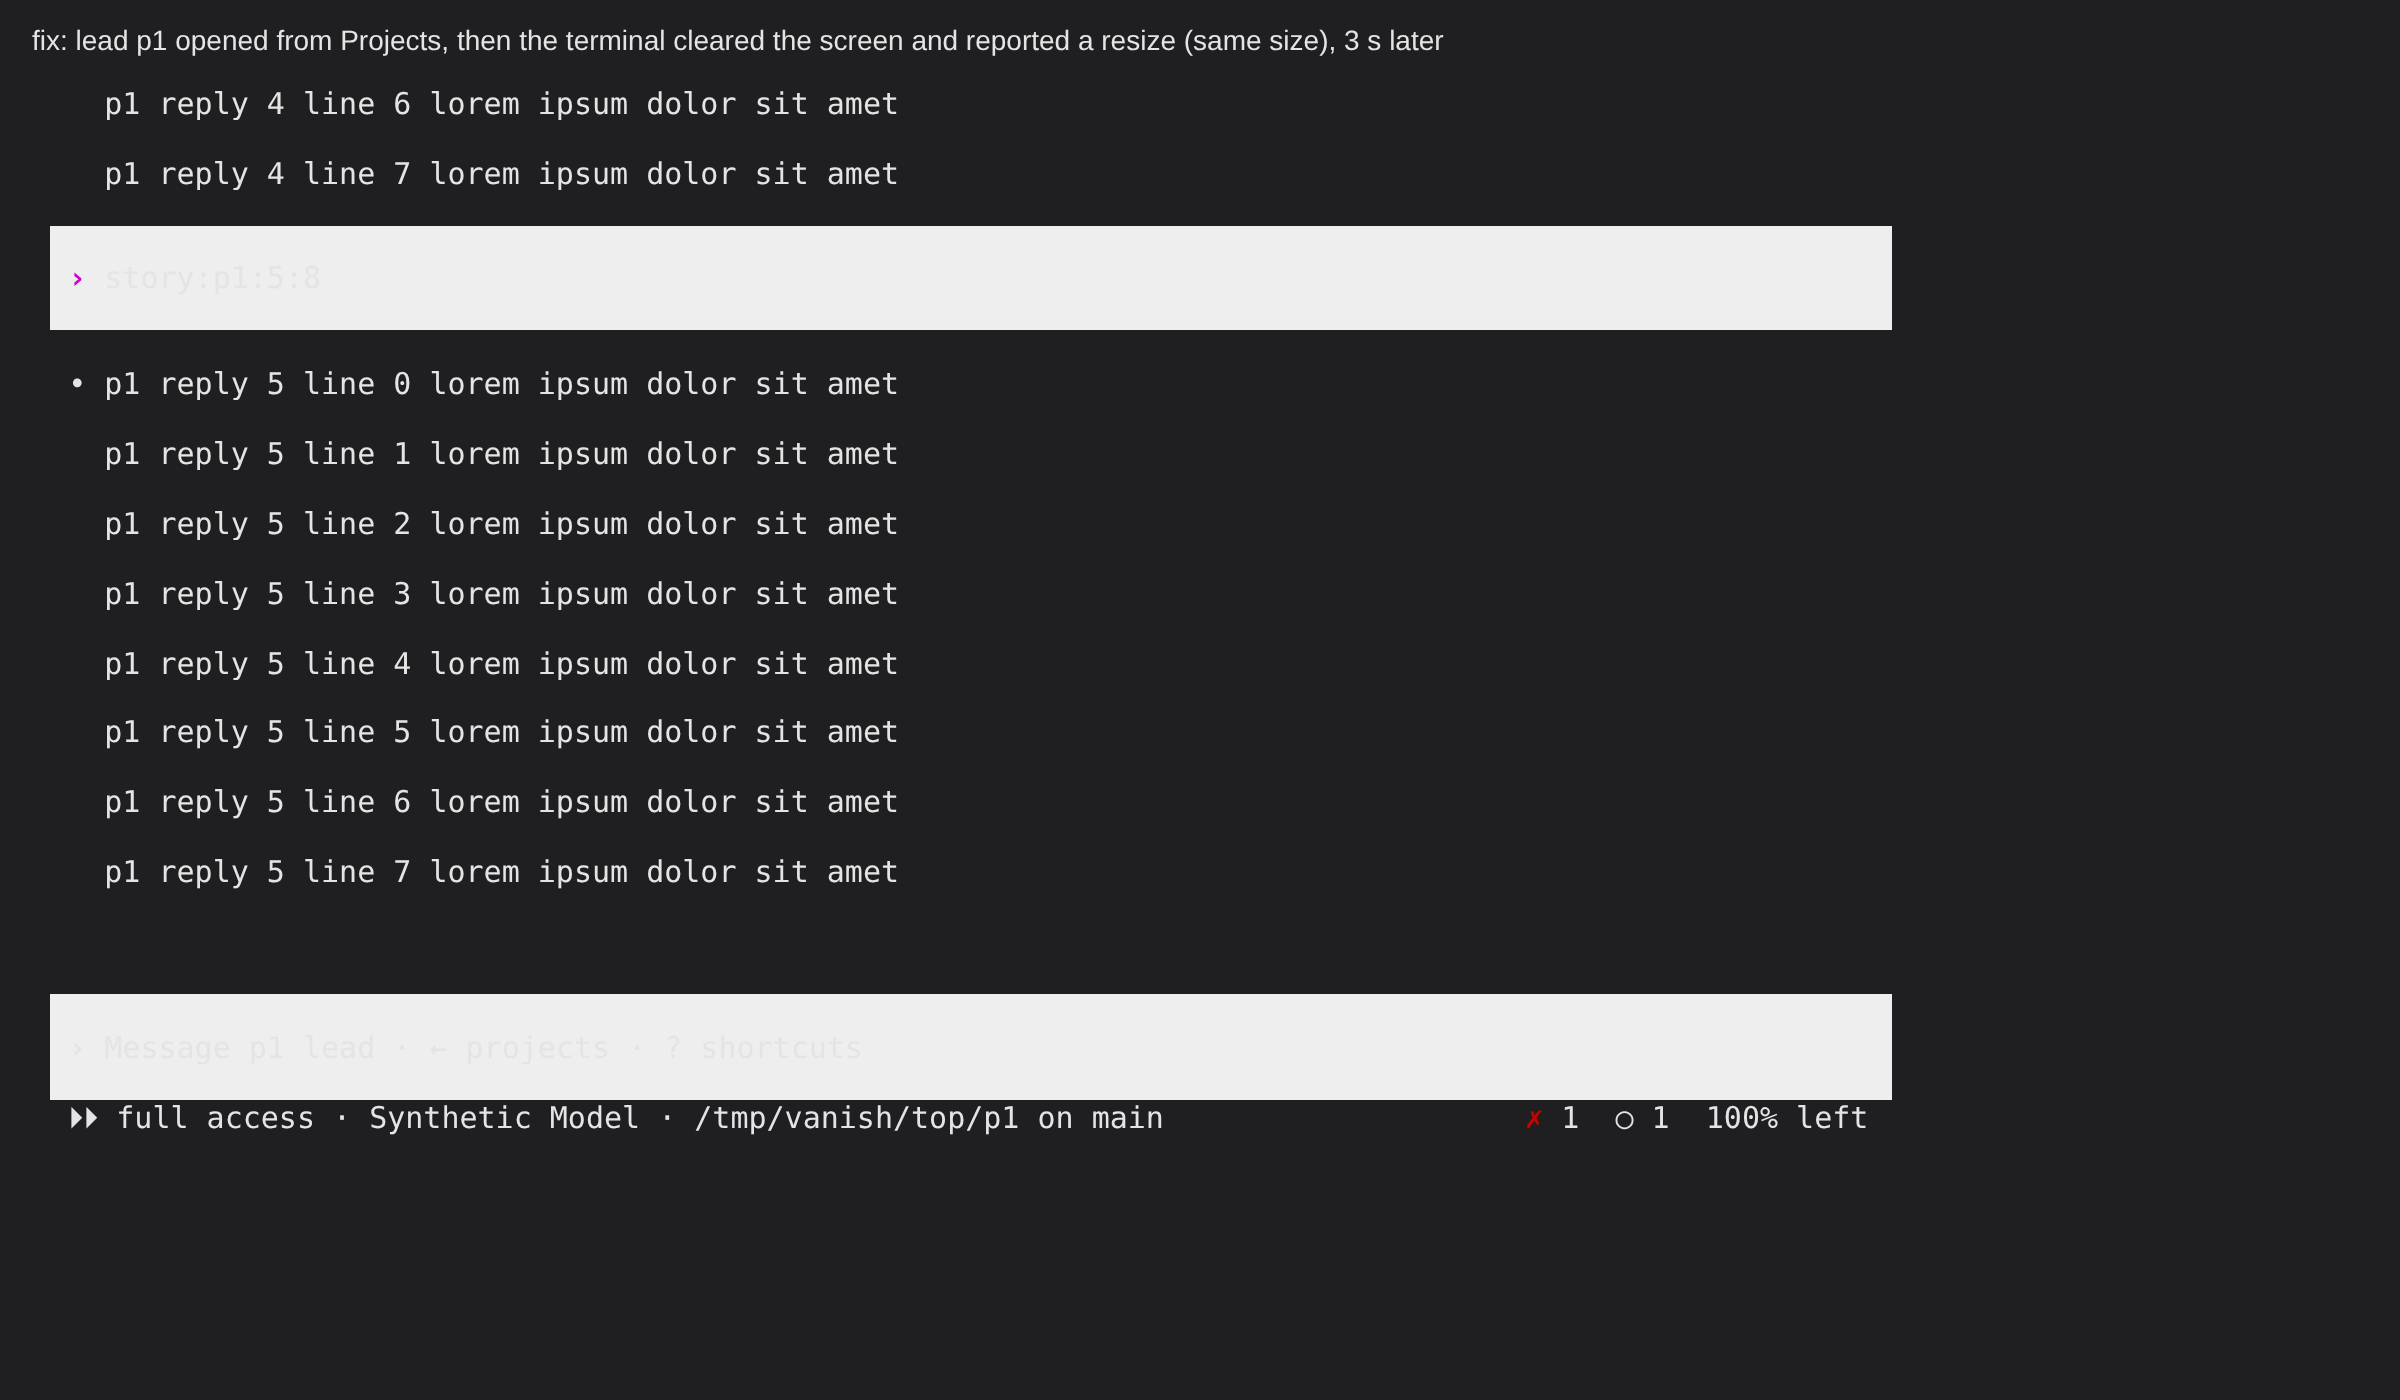 fix: lead p1 opened from Projects, then the terminal cleared the screen and reported a resize (same size), 3 s later
p1 reply 4 line 6 lorem ipsum dolor sit amet
p1 reply 4 line 7 lorem ipsum dolor sit amet
› story:p1:5:8
• p1 reply 5 line 0 lorem ipsum dolor sit amet
p1 reply 5 line 1 lorem ipsum dolor sit amet
p1 reply 5 line 2 lorem ipsum dolor sit amet
p1 reply 5 line 3 lorem ipsum dolor sit amet
p1 reply 5 line 4 lorem ipsum dolor sit amet
p1 reply 5 line 5 lorem ipsum dolor sit amet
p1 reply 5 line 6 lorem ipsum dolor sit amet
p1 reply 5 line 7 lorem ipsum dolor sit amet
› Message p1 lead · ← projects · ? shortcuts
⏵⏵ full access · Synthetic Model · /tmp/vanish/top/p1 on main ✗ 1 ○ 1 100% left